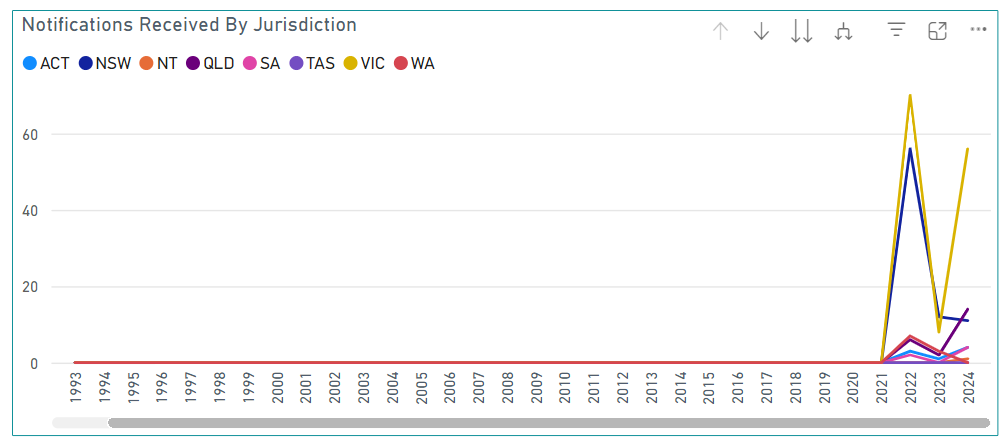 Notifications Received By Jurisdiction
ACT NSW NT QLD SA TAS VIC WA
60
40
20
0
1993 1994 1995 1996 1997 1998 1999 2000 2001 2002 2003 2004 2005 2006 2007 2008 2009 2010 2011 2012 2013 2014 2015 2016 2017 2018 2019 2020 2021 2022 2023 2024